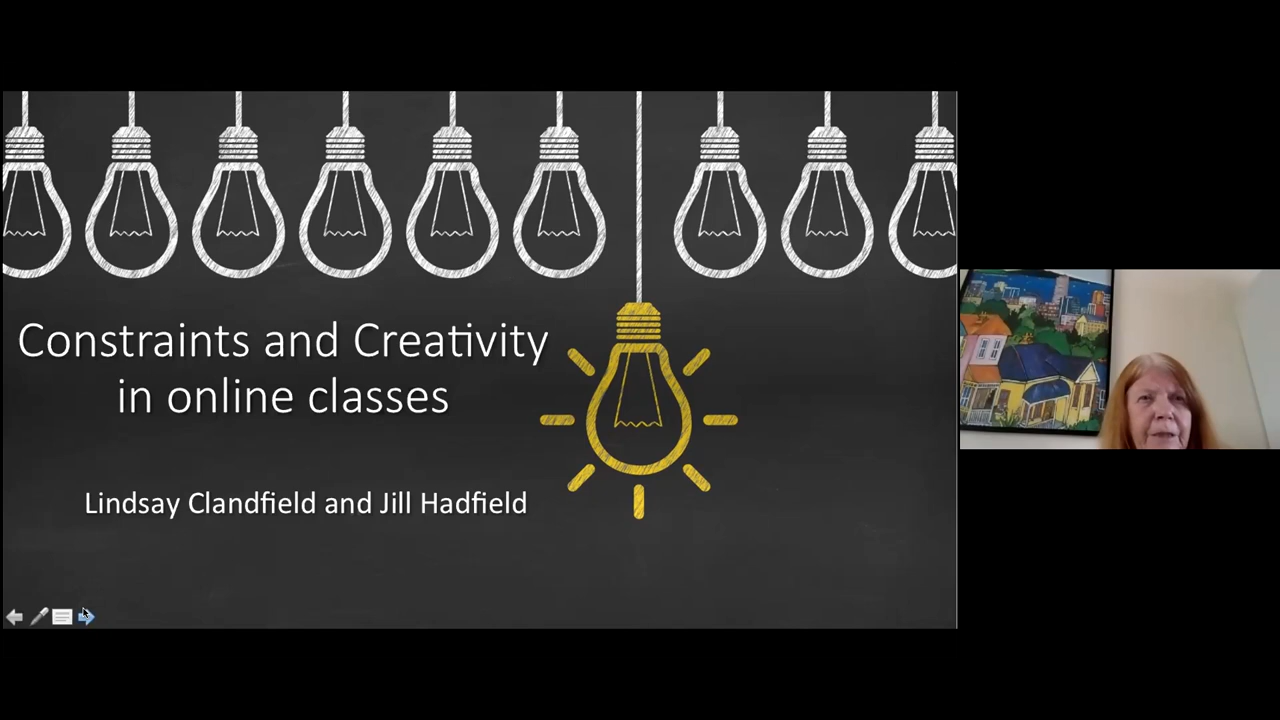 Constraints and Creativity
in online classes
Lindsay Clandfield and Jill Hadfield